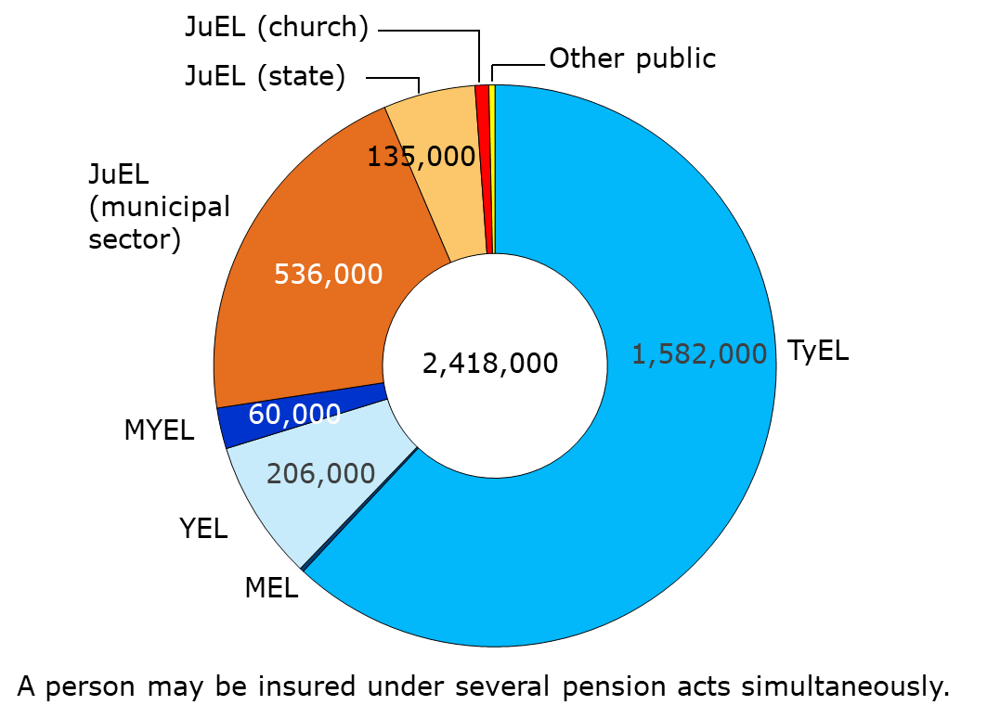 JuEL (church)
Other public
JuEL (state)
135,000
JuEL
(municipal
sector)
536,000
1,582,000
TyEL
2,418,000
60,000
MYEL
206,000
YEL
MEL
A person may be insured under several pension acts simultaneously.